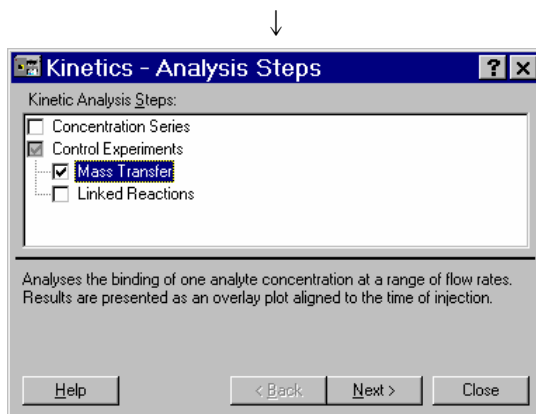 ↓
Kinetics - Analysis Steps
Kinetic Analysis Steps:
Concentration Series
Control Experiments
Mass Transfer
Linked Reactions
Analyses the binding of one analyte concentration at a range of flow rates.
Results are presented as an overlay plot aligned to the time of injection.
Help < Back Next > Close